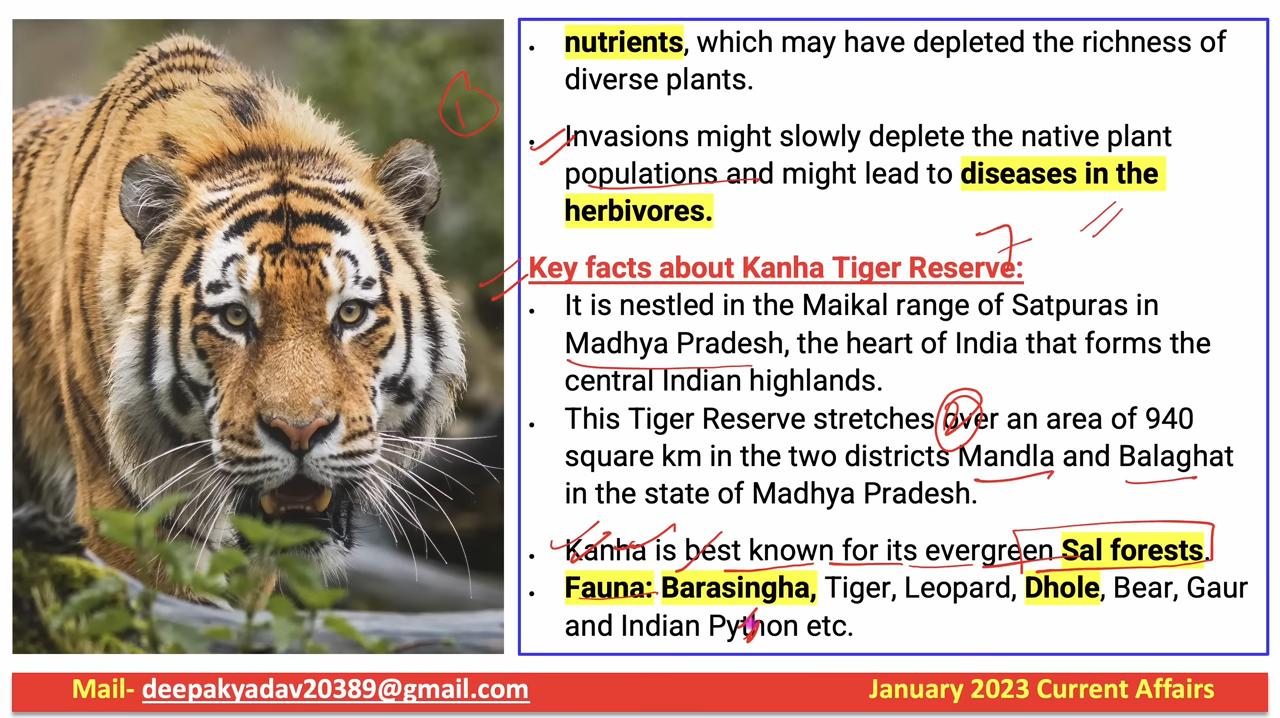 • nutrients, which may have depleted the richness of
diverse plants.
• Invasions might slowly deplete the native plant
populations and might lead to diseases in the
herbivores.
Key facts about Kanha Tiger Reserve:
• It is nestled in the Maikal range of Satpuras in
Madhya Pradesh, the heart of India that forms the
central Indian highlands.
• This Tiger Reserve stretches over an area of 940
square km in the two districts Mandla and Balaghat
in the state of Madhya Pradesh.
• Kanha is best known for its evergreen Sal forests.
• Fauna: Barasingha, Tiger, Leopard, Dhole, Bear, Gaur
and Indian Python etc.
Mail- deepakyadav20389@gmail.com
January 2023 Current Affairs